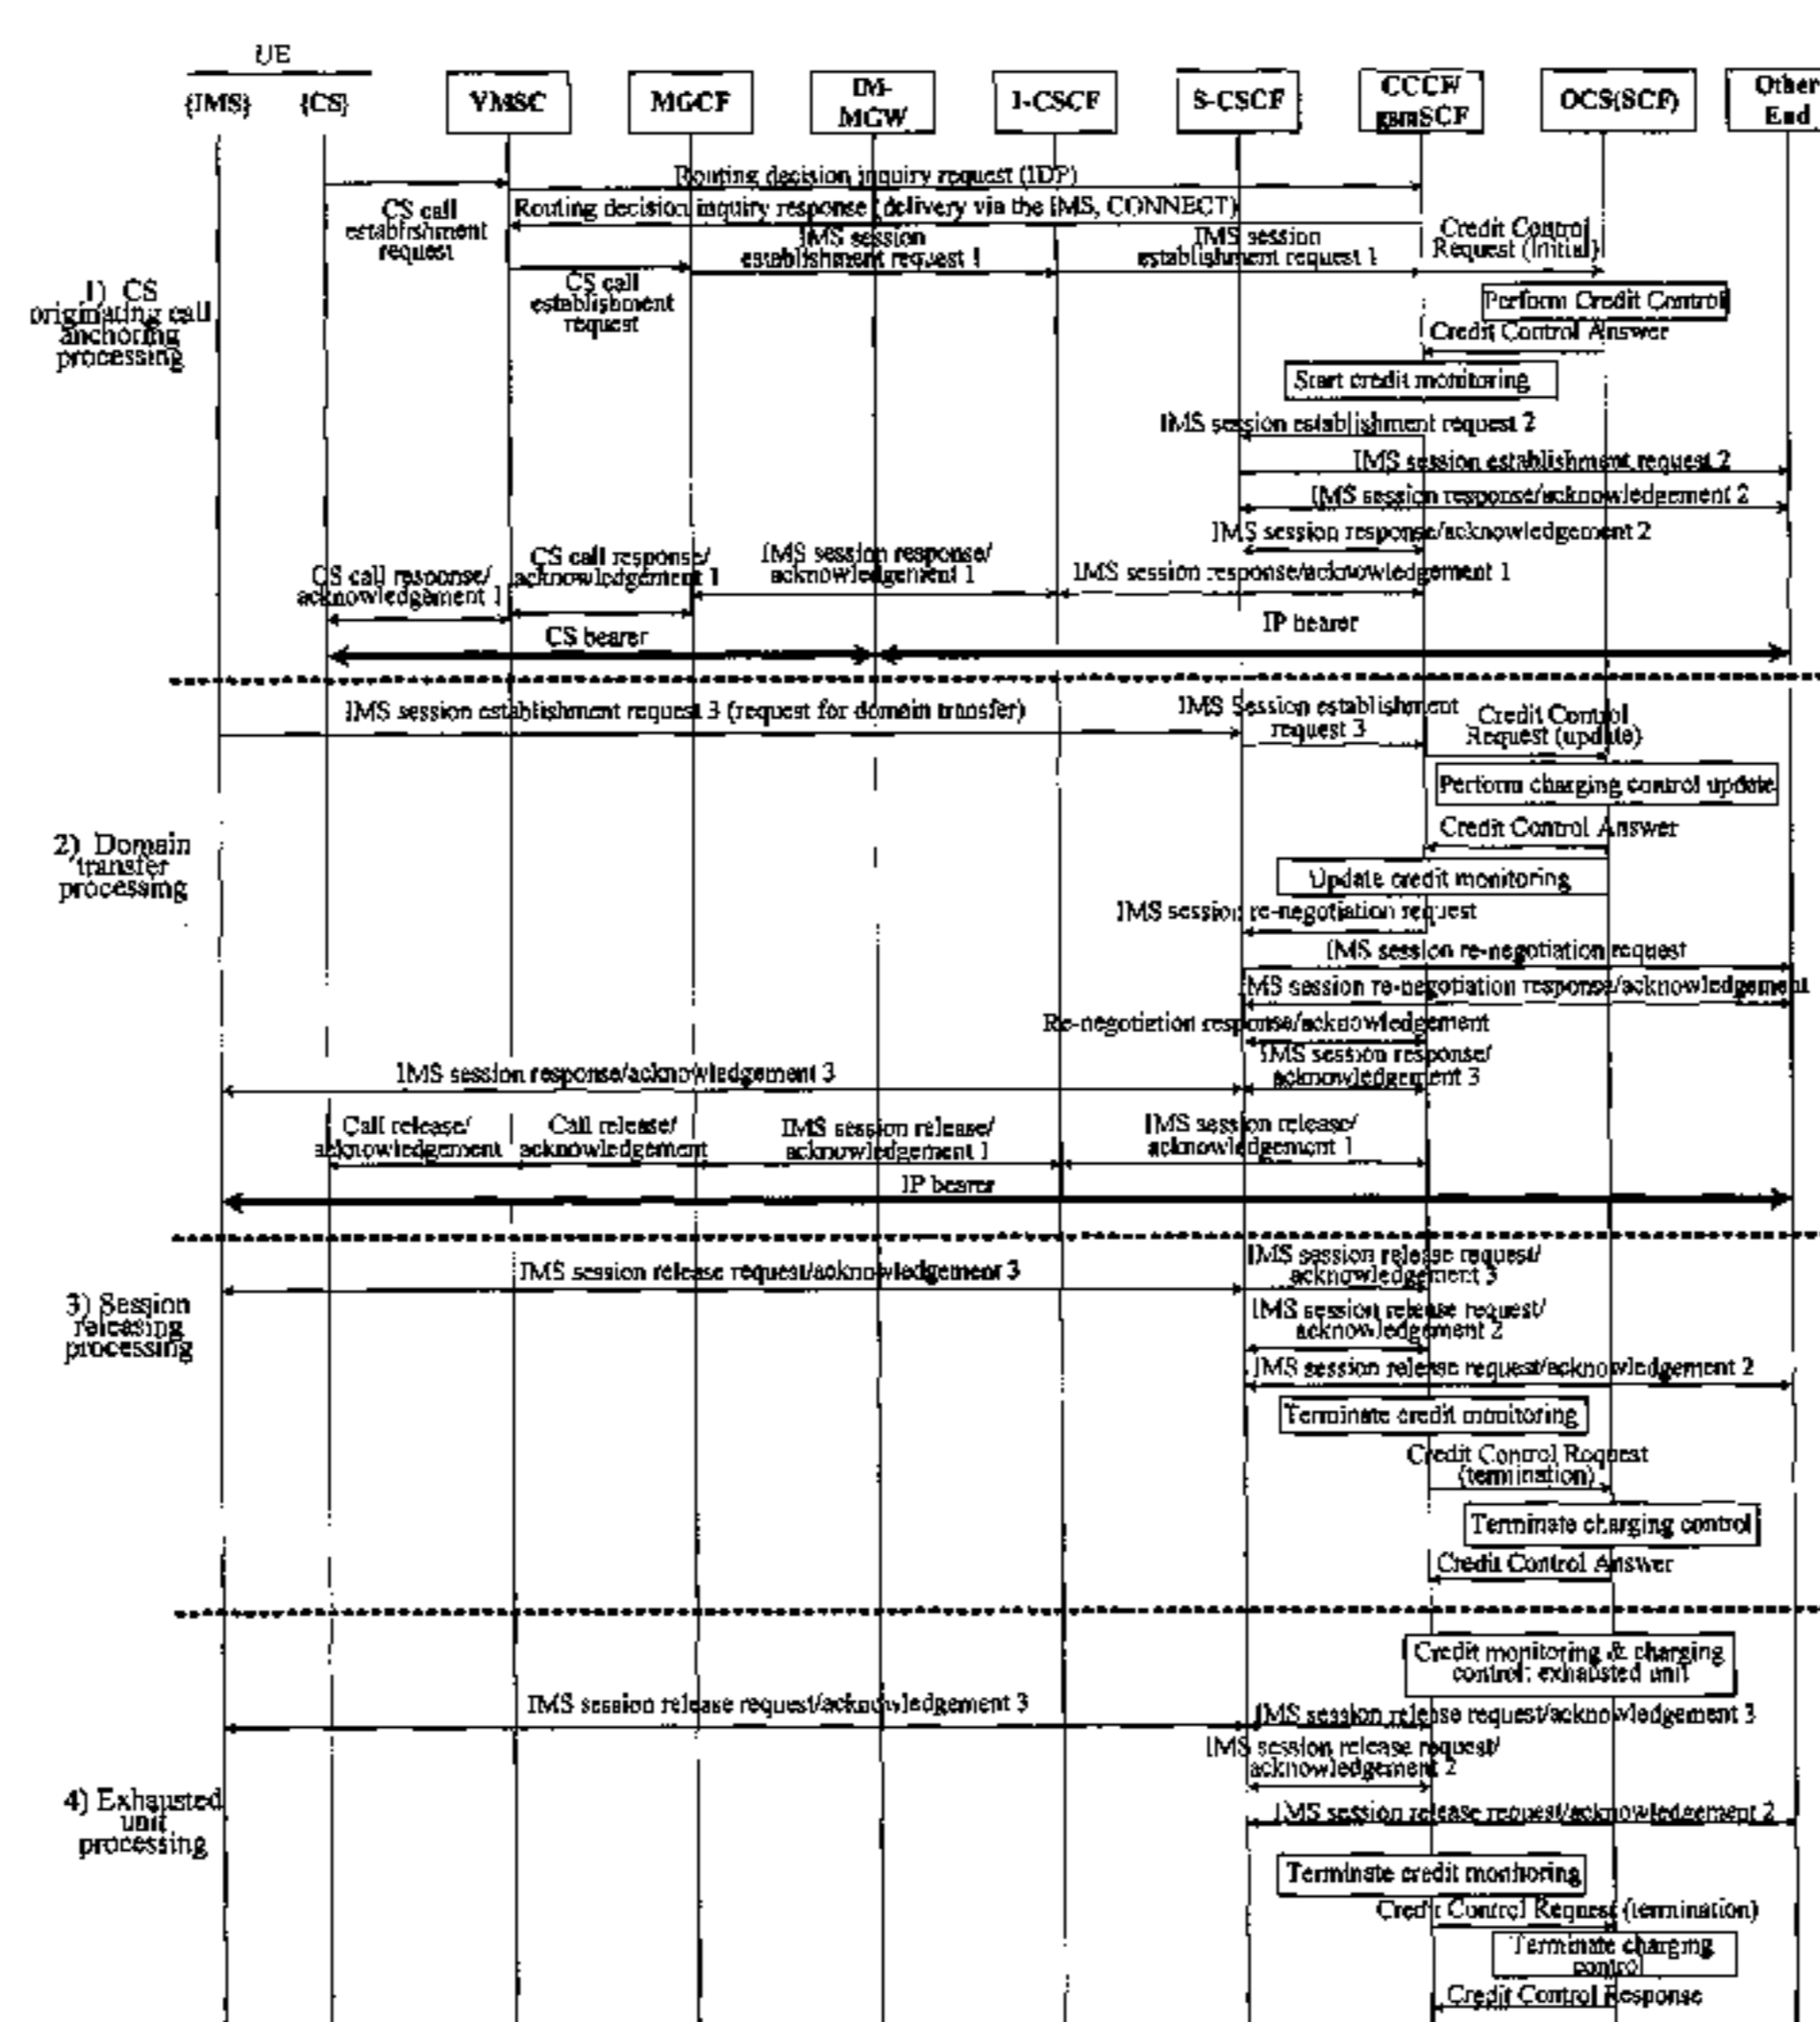 UE
{IMS}
{CS}
VMSC
MGCF
IM-
MGW
I-CSCF
S-CSCF
CCCF/
gsmSCF
OCS(SCF)
Other
End
Routing decision inquiry request (IDP)
CS call
establishment
request
Routing decision inquiry response (delivery via the IMS, CONNECT)
IMS session
establishment request 1
IMS session
establishment request 1
Credit Control
Request (initial)
CS call
establishment
request
1) CS
originating call
anchoring
processing
Perform Credit Control
Credit Control Answer
Start credit monitoring
IMS session establishment request 2
IMS session establishment request 2
IMS session response/acknowledgement 2
IMS session response/acknowledgement 2
CS call response/
acknowledgement 1
CS call response/
acknowledgement 1
IMS session response/
acknowledgement 1
IMS session response/acknowledgement 1
CS bearer
IP bearer
IMS session establishment request 3 (request for domain transfer)
IMS Session establishment
request 3
Credit Control
Request (update)
Perform charging control update
2) Domain
transfer
processing
Credit Control Answer
Update credit monitoring
IMS session re-negotiation request
IMS session re-negotiation request
IMS session re-negotiation response/acknowledgement
Re-negotiation response/acknowledgement
IMS session response/
acknowledgement 3
IMS session response/acknowledgement 3
Call release/
acknowledgement
Call release/
acknowledgement
IMS session release/
acknowledgement 1
IMS session release/
acknowledgement 1
IP bearer
IMS session release request/acknowledgement 3
IMS session release request/
acknowledgement 3
3) Session
releasing
processing
IMS session release request/
acknowledgement 2
IMS session release request/acknowledgement 2
Terminate credit monitoring
Credit Control Request
(termination)
Terminate charging control
Credit Control Answer
Credit monitoring & charging
control: exhausted unit
IMS session release request/acknowledgement 3
IMS session release request/acknowledgement 3
IMS session release request/
acknowledgement 2
4) Exhausted
unit
processing
IMS session release request/acknowledgement 2
Terminate credit monitoring
Credit Control Request (termination)
Terminate charging
control
Credit Control Response